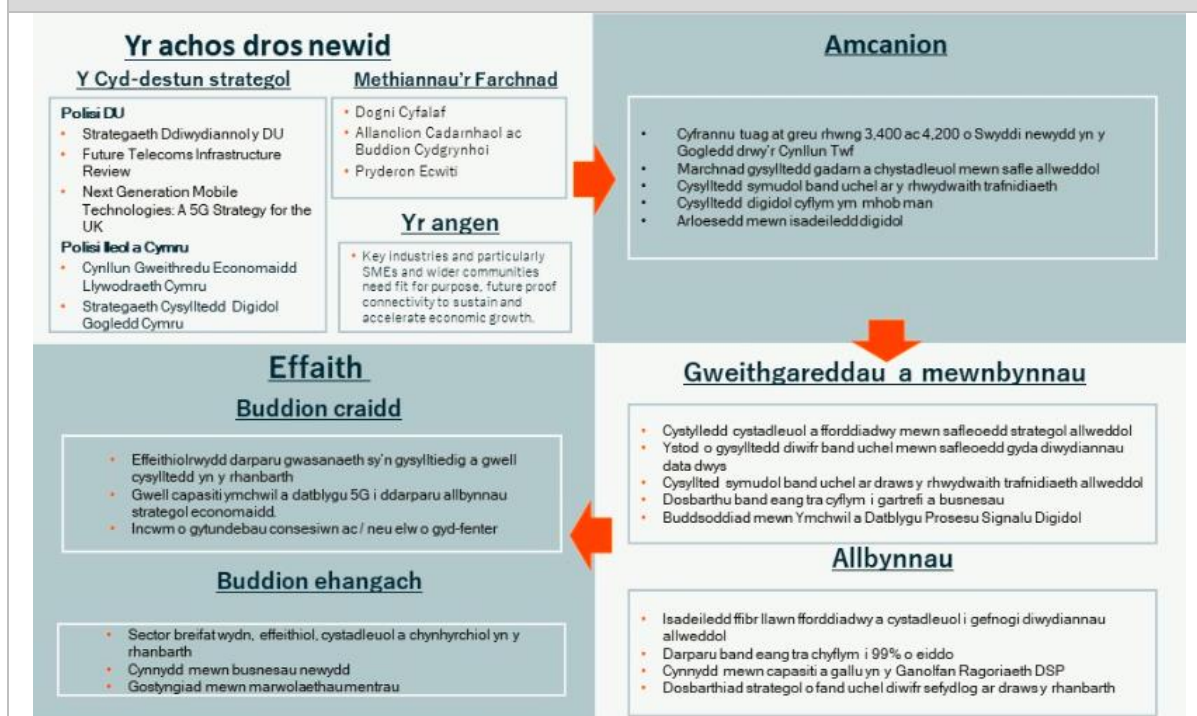 Yr achos dros newid
Y Cyd-destun strategol
Polisi DU
• Strategaeth Ddiwydiannol y DU
• Future Telecoms Infrastructure
Review
• Next Generation Mobile
Technologies: A 5G Strategy for the
UK
Polisi lleol a Cymru
• Cynllun Gweithredu Economaidd
Llywodraeth Cymru
• Strategaeth Cysylltedd Digidol
Gogledd Cymru
Methiannau'r Farchnad
• Dogni Cyfalaf
• Allanolion Cadarnhaol ac
Buddion Cydgrynhoi
• Pryderon Ecwiti
Yr angen
• Key industries and particularly
SMEs and wider communities
need fit for purpose, future proof
connectivity to sustain and
accelerate economic growth.
Amcanion
• Cyfrannu tuag at greu rhwng 3,400 ac 4,200 o Swyddi newydd yn y
Gogledd drwy'r Cynllun Twf
• Marchnad gysylltedd gadarn a chystadleuol mewn safle allweddol
• Cysylltedd symudol band uchel ar y rhwydwaith trafnidiaeth
• Cysylltedd digidol cyflym ym mhob man
• Arloesedd mewn isadeiledd digidol
Gweithgareddau a mewnbynnau
• Cystylledd cystadleuol a fforddiadwy mewn safleoedd strategol allweddol
• Ystod o gysylltedd diwifr band uchel mewn safleoedd gyda diwydiannau
data dwys
• Cysyllted symudol band uchel ar draws y rhwydwaith trafnidiaeth allweddol
• Dosbarthu band eang tra cyflym i gartrefi a busnesau
• Buddsoddiad mewn Ymchwil a Datblygu Prosesu Signalu Digidol
Allbynnau
• Isadeiledd ffibr llawn fforddiadwy a cystadleuol i gefnogi diwydiannau
allweddol
• Darparu band eang tra chyflym i 99% o eiddo
• Cynnydd mewn capasiti a gallu yn y Ganolfan Ragoriaeth DSP
• Dosbarthiad strategol o fand uchel diwifr sefydlog ar draws y rhanbarth
Effaith
Buddion craidd
• Effeithiolrwydd darparu gwasanaeth sy'n gysylltiedig a gwell
cysylltedd yn y rhanbarth
• Gwell capasiti ymchwil a datblygu 5G i ddarparu allbynnau
strategol economaidd.
• Incwm o gytundebau consesiwn ac / neu elw o gyd-fenter
Buddion ehangach
• Sector breifat wydn, effeithiol, cystadleuol a chynhyrchiol yn y
rhanbarth
• Cynnydd mewn busnesau newydd
• Gostyngiad mewn marwolaethau mentrau